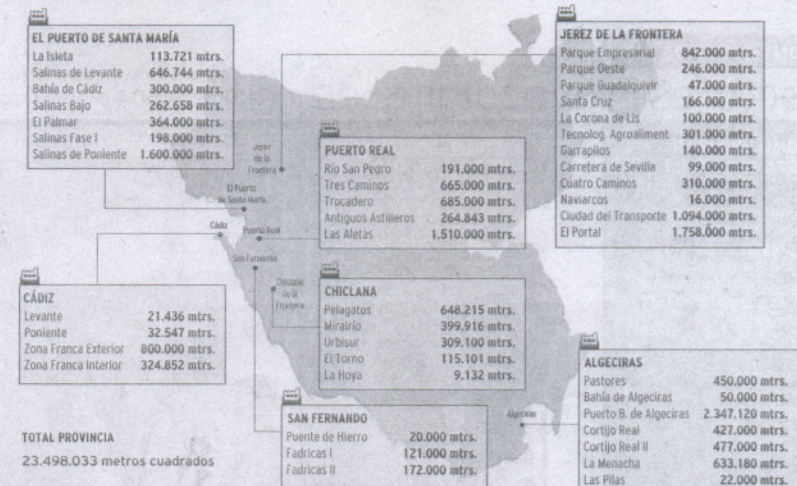 EL PUERTO DE SANTA MARÍA
La Isleta 113.721 mtrs.
Salinas de Levante 646.744 mtrs.
Bahía de Cádiz 300.000 mtrs.
Salinas Bajo 262.658 mtrs.
El Palmar 364.000 mtrs.
Salinas Fase I 198.000 mtrs.
Salinas de Poniente 1.600.000 mtrs.
JEREZ DE LA FRONTERA
Parque Empresarial 842.000 mtrs.
Parque Oeste 246.000 mtrs.
Parque Guadalquivir 47.000 mtrs.
Santa Cruz 166.000 mtrs.
La Corona de Lis 100.000 mtrs.
Tecnolog. Agroaliment. 301.000 mtrs.
Garrapilos 140.000 mtrs.
Carretera de Sevilla 99.000 mtrs.
Cuatro Caminos 310.000 mtrs.
Naviarcos 16.000 mtrs.
Ciudad del Transporte 1.094.000 mtrs.
El Portal 1.758.000 mtrs.
PUERTO REAL
Río San Pedro 191.000 mtrs.
Tres Caminos 665.000 mtrs.
Trocadero 685.000 mtrs.
Antiguos Astilleros 264.843 mtrs.
Las Aletas 1.510.000 mtrs.
Jerez
de la
Frontera
El Puerto
de Santa María
Cádiz
Puerto Real
San Fernando
Chiclana
de la
Frontera
Algeciras
CÁDIZ
Levante 21.436 mtrs.
Poniente 32.547 mtrs.
Zona Franca Exterior 800.000 mtrs.
Zona Franca Interior 324.852 mtrs.
CHICLANA
Pelagatos 648.215 mtrs.
Miralrío 399.916 mtrs.
Urbisur 309.100 mtrs.
El Torno 115.101 mtrs.
La Hoya 9.132 mtrs.
SAN FERNANDO
Puente de Hierro 20.000 mtrs.
Fadricas I 121.000 mtrs.
Fadricas II 172.000 mtrs.
ALGECIRAS
Pastores 450.000 mtrs.
Bahía de Algeciras 50.000 mtrs.
Puerto B. de Algeciras 2.347.120 mtrs.
Cortijo Real 427.000 mtrs.
Cortijo Real II 477.000 mtrs.
La Menacha 633.180 mtrs.
Las Pilas 22.000 mtrs.
TOTAL PROVINCIA
23.498.033 metros cuadrados